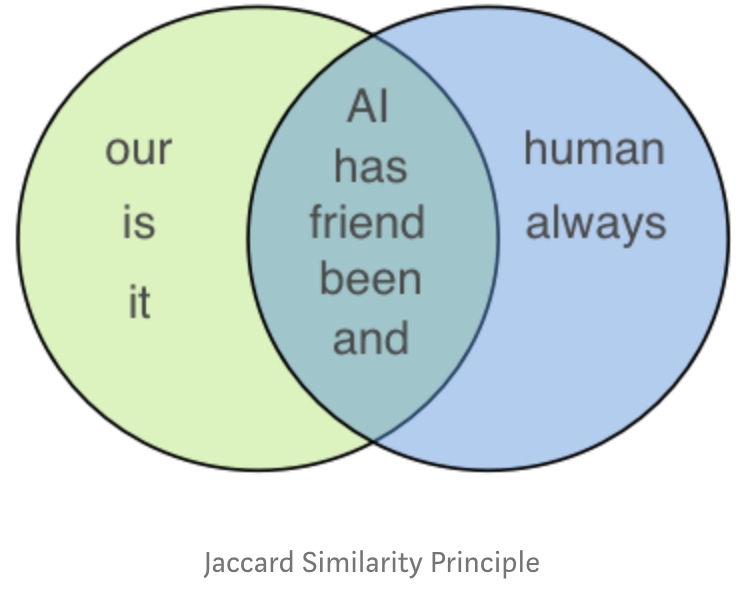 our
is
it
AI
has
friend
been
and
human
always
Jaccard Similarity Principle